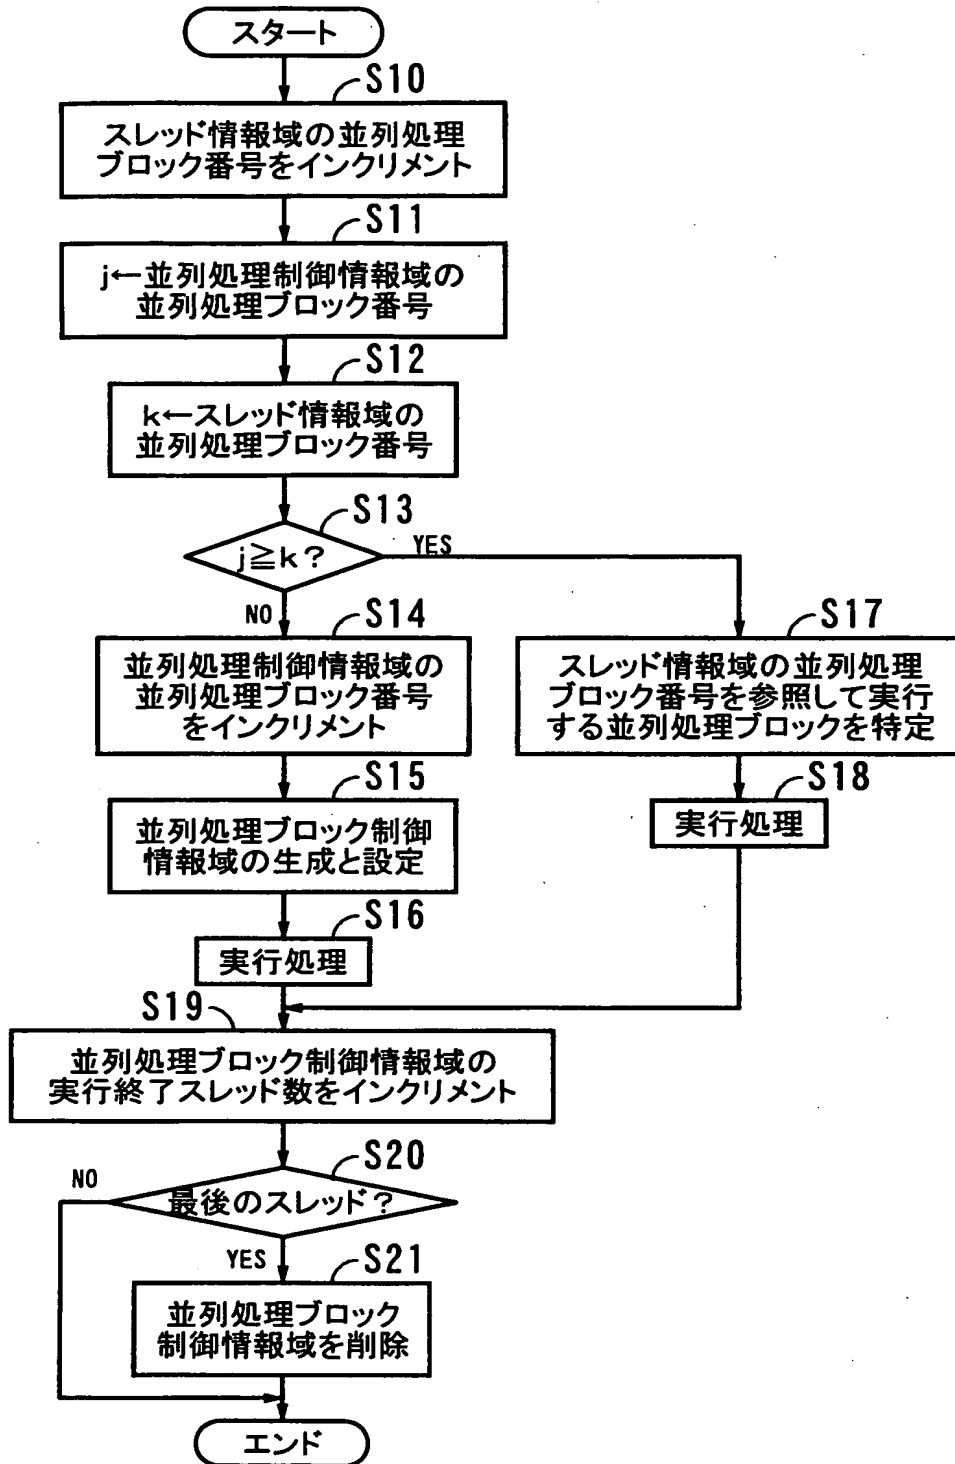 スタート
S10
スレッド情報域の並列処理
ブロック番号をインクリメント
S11
j←並列処理制御情報域の
並列処理ブロック番号
S12
k←スレッド情報域の
並列処理ブロック番号
S13
j≧k?
YES
NO
S14
並列処理制御情報域の
並列処理ブロック番号
をインクリメント
S17
スレッド情報域の並列処理
ブロック番号を参照して実行
する並列処理ブロックを特定
S15
並列処理ブロック制御
情報域の生成と設定
S18
実行処理
S16
実行処理
S19
並列処理ブロック制御情報域の
実行終了スレッド数をインクリメント
S20
最後のスレッド?
NO
YES
S21
並列処理ブロック
制御情報域を削除
エンド